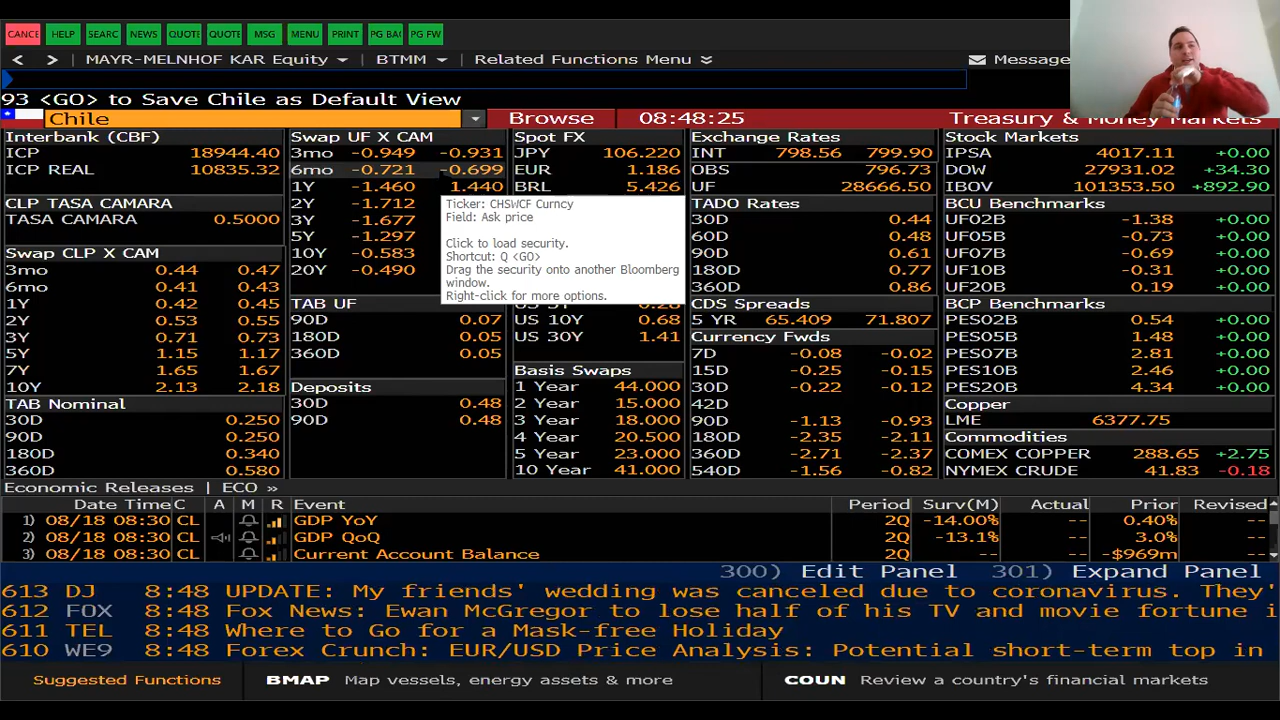 CANCE HELP SEARC NEWS QUOTE QUOTE MSG MENU PRINT PG BAC PG FW
< > MAYR-MELNHOF KAR Equity BTMM Related Functions Menu Message
93 <GO> to Save Chile as Default View
Chile Browse 08:48:25 Treasury & Money Markets
Interbank (CBF)
ICP 18944.40
ICP REAL 10835.32
CLP TASA CAMARA
TASA CAMARA 0.5000
Swap CLP X CAM
3mo 0.44 0.47
6mo 0.41 0.43
1Y 0.42 0.45
2Y 0.53 0.55
3Y 0.71 0.73
5Y 1.15 1.17
7Y 1.65 1.67
10Y 2.13 2.18
TAB Nominal
30D 0.250
90D 0.250
180D 0.340
360D 0.580
Swap UF X CAM
3mo -0.949 -0.931
6mo -0.721 -0.699
1Y -1.460 1.440
2Y -1.712
3Y -1.677
5Y -1.297
10Y -0.583
20Y -0.490
TAB UF
90D 0.07
180D 0.05
360D 0.05
Deposits
30D 0.48
90D 0.48
Spot FX
JPY 106.220
EUR 1.186
BRL 5.426
Ticker: CHSWCF Curncy
Field: Ask price
Click to load security.
Shortcut: Q <GO>
Drag the security onto another Bloomberg
window.
Right-click for more options.
US 10Y 0.68
US 30Y 1.41
Basis Swaps
1 Year 44.000
2 Year 15.000
3 Year 18.000
4 Year 20.500
5 Year 23.000
10 Year 41.000
Exchange Rates
INT 798.56 799.90
OBS 796.73
UF 28666.50
TADO Rates
30D 0.44
60D 0.48
90D 0.61
180D 0.77
360D 0.86
CDS Spreads
5 YR 65.409 71.807
Currency Fwds
7D -0.08 -0.02
15D -0.25 -0.15
30D -0.22 -0.12
42D
90D -1.13 -0.93
180D -2.35 -2.11
360D -2.71 -2.37
540D -1.56 -0.82
Stock Markets
IPSA 4017.11 +0.00
DOW 27931.02 +34.30
IBOV 101353.50 +892.90
BCU Benchmarks
UF02B -1.38 +0.00
UF05B -0.73 +0.00
UF07B -0.69 +0.00
UF10B -0.31 +0.00
UF20B 0.19 +0.00
BCP Benchmarks
PES02B 0.54 +0.00
PES05B 1.48 +0.00
PES07B 2.81 +0.00
PES10B 2.46 +0.00
PES20B 4.34 +0.00
Copper
LME 6377.75
Commodities
COMEX COPPER 288.65 +2.75
NYMEX CRUDE 41.83 -0.18
Economic Releases | ECO »
Date Time C A M R Event Period Surv(M) Actual Prior Revised
1) 08/18 08:30 CL GDP YoY 2Q -14.00% -- 0.40% --
2) 08/18 08:30 CL GDP QoQ 2Q -13.1% -- 3.0% --
3) 08/18 08:30 CL Current Account Balance 2Q -- -- -$969m --
300) Edit Panel 301) Expand Panel
613 DJ 8:48 UPDATE: My friends' wedding was canceled due to coronavirus. They'
612 FOX 8:48 Fox News: Ewan McGregor to lose half of his TV and movie fortune i
611 TEL 8:48 Where to Go for a Mask-free Holiday
610 WE9 8:48 Forex Crunch: EUR/USD Price Analysis: Potential short-term top in
Suggested Functions BMAP Map vessels, energy assets & more COUN Review a country's financial markets